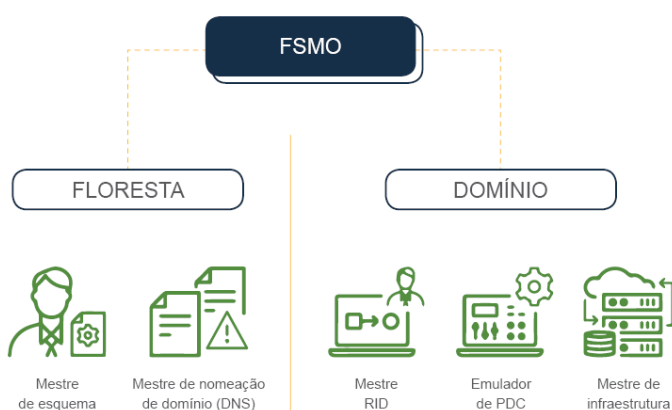 FSMO
FLORESTA
DOMÍNIO
Mestre
de esquema
Mestre de nomeação
de domínio (DNS)
Mestre
RID
Emulador
de PDC
Mestre de
infraestrutura